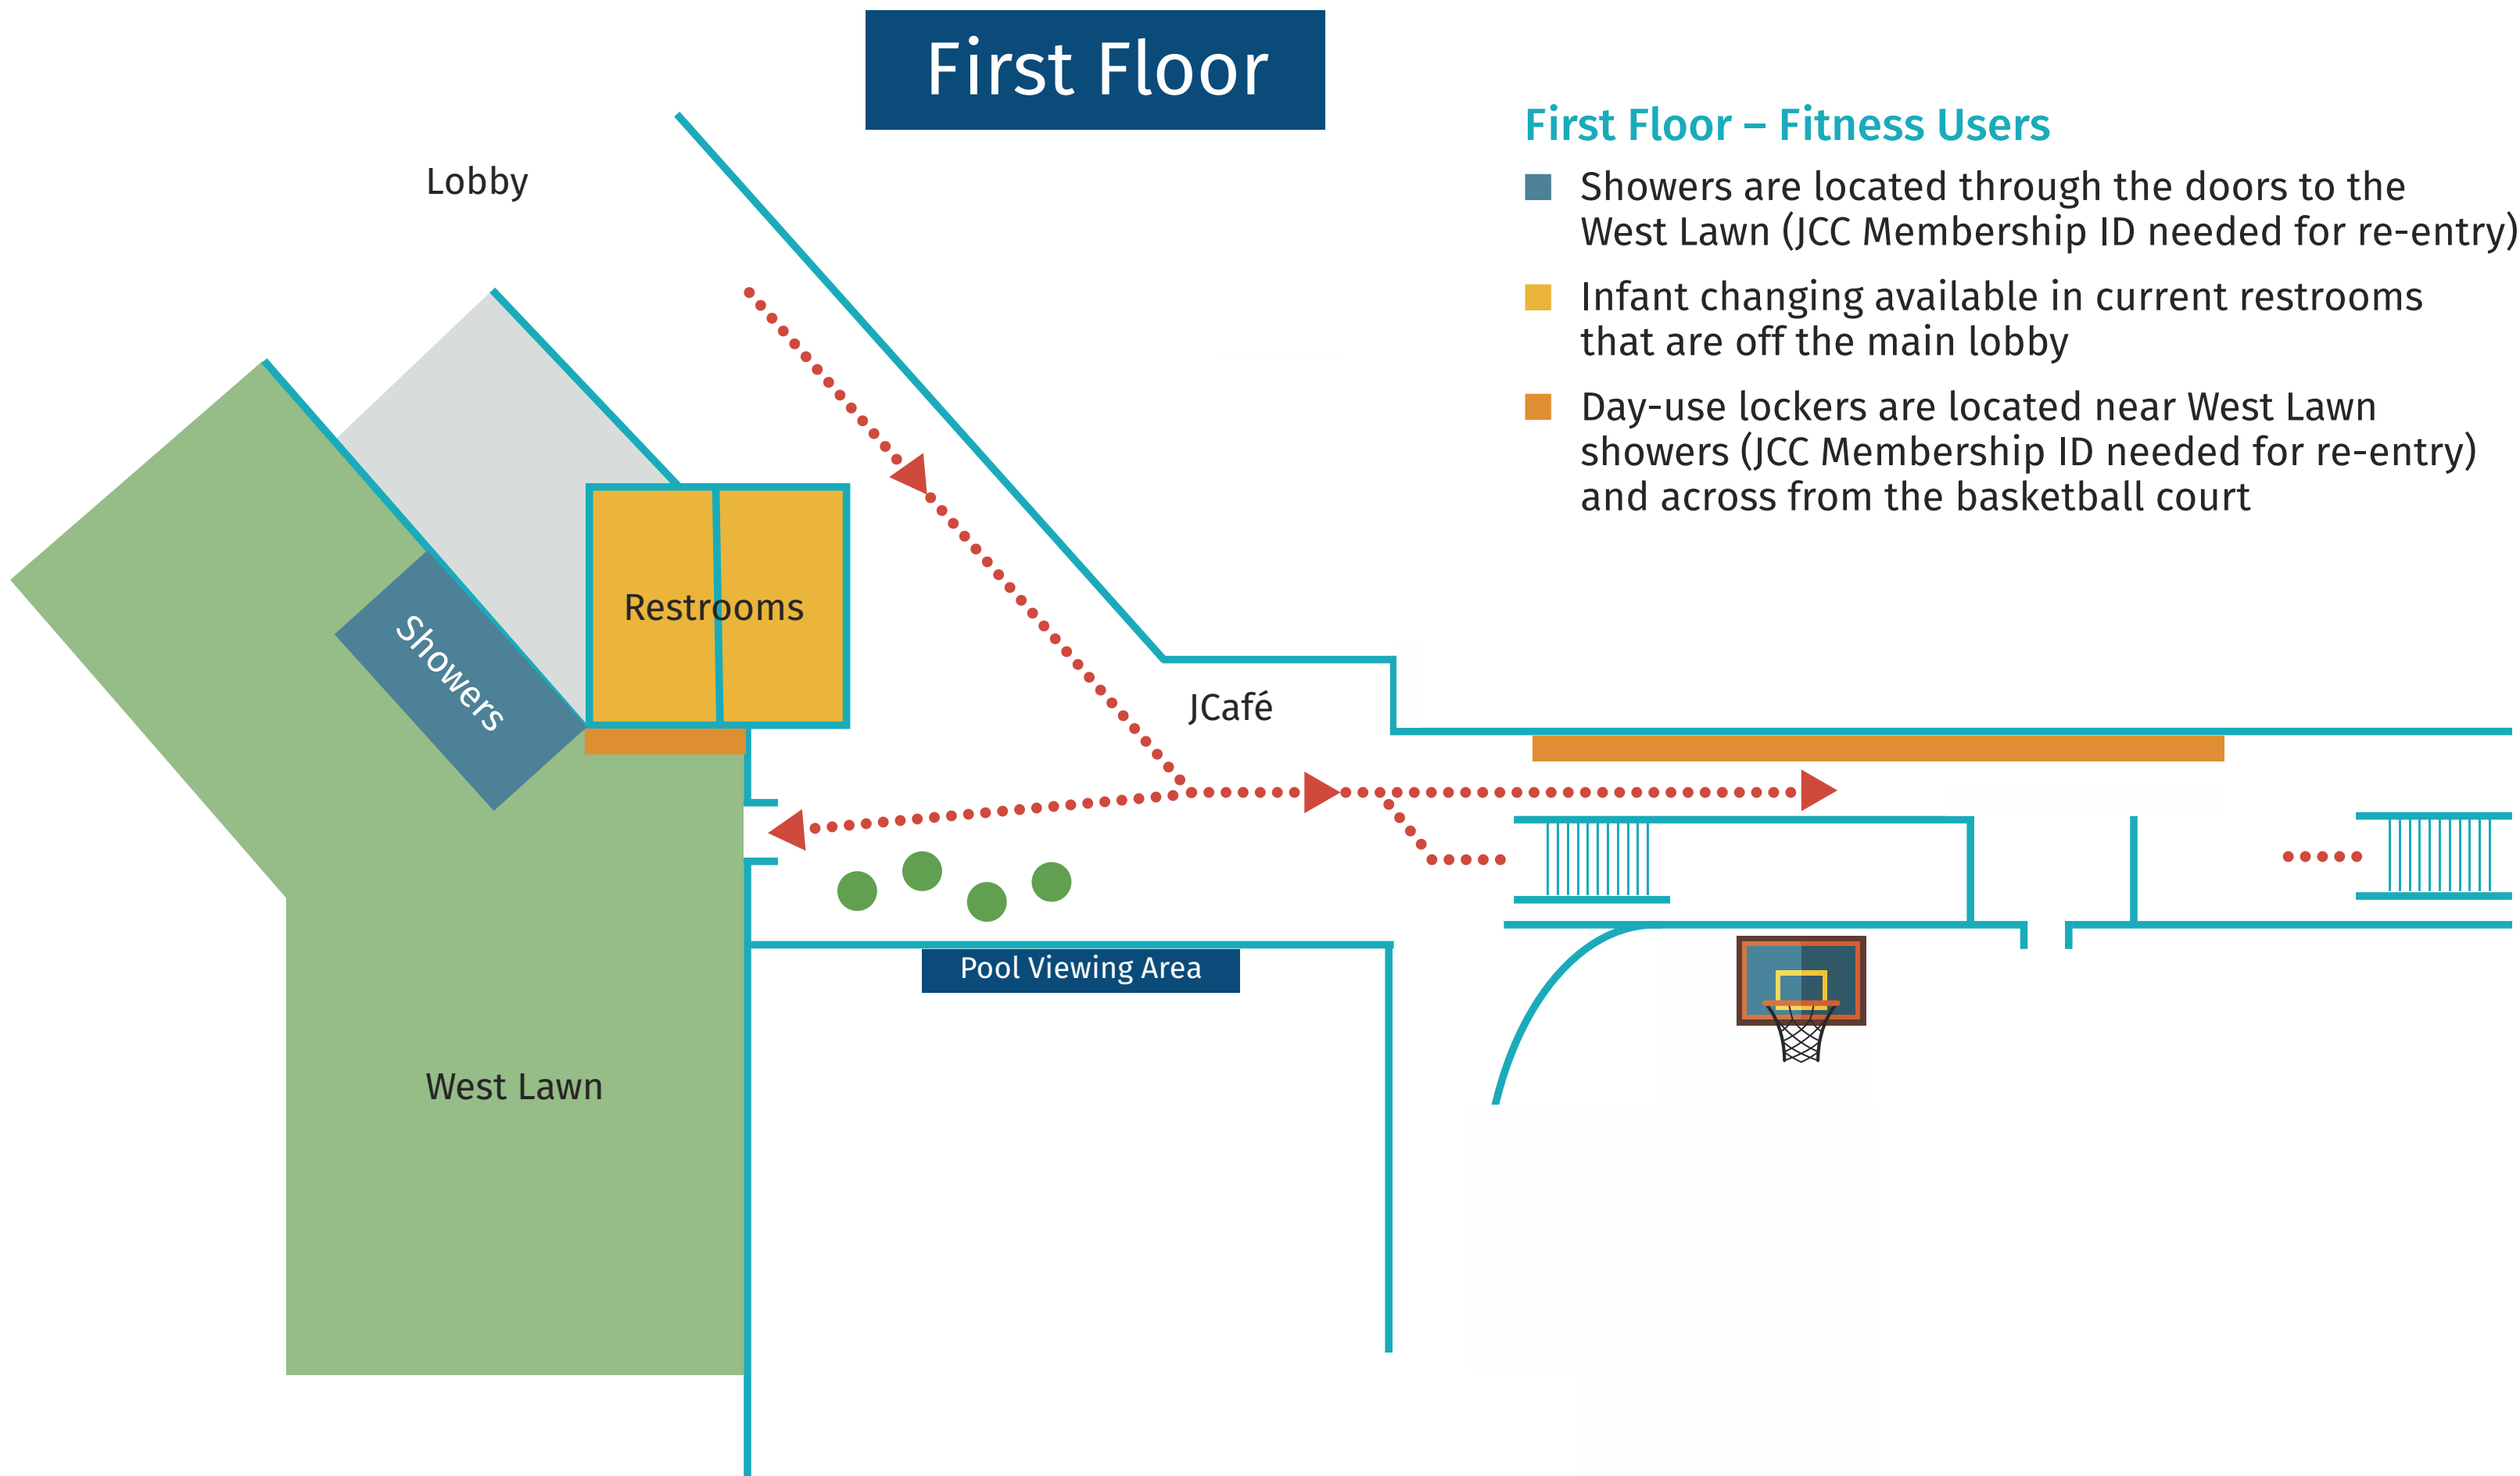 First Floor
First Floor – Fitness Users
Showers are located through the doors to the
West Lawn (JCC Membership ID needed for re-entry)
Infant changing available in current restrooms
that are off the main lobby
Day-use lockers are located near West Lawn
showers (JCC Membership ID needed for re-entry)
and across from the basketball court
Lobby
Restrooms
Showers
JCafé
Pool Viewing Area
West Lawn